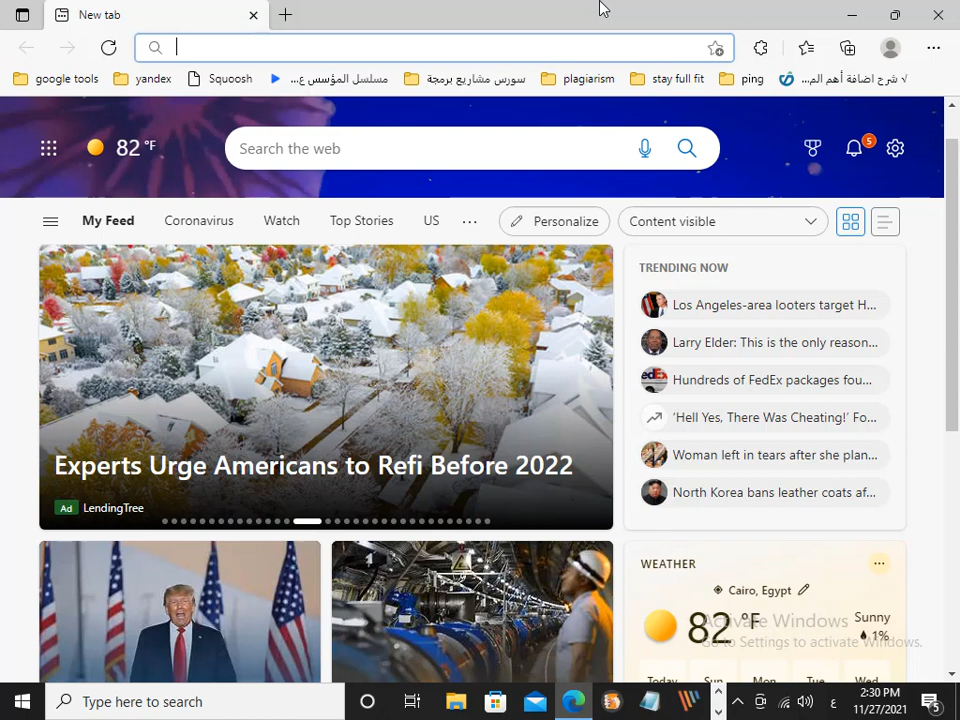 New tab
google tools
yandex
Squoosh
مسلسل المؤسس ع...
سورس مشاريع برمجة
plagiarism
stay full fit
ping
شرح اضافة أهم الم...
82 °F
Search the web
5
My Feed
Coronavirus
Watch
Top Stories
US
...
Personalize
Content visible
Experts Urge Americans to Refi Before 2022
Ad LendingTree
TRENDING NOW
Los Angeles-area looters target H...
Larry Elder: This is the only reason...
Hundreds of FedEx packages fou...
'Hell Yes, There Was Cheating!' Fo...
Woman left in tears after she plan...
North Korea bans leather coats af...
WEATHER
Cairo, Egypt
82 °F
Sunny
1%
Today Sun Mon Tue Wed
Activate Windows
Go to Settings to activate Windows.
Type here to search
ع
2:30 PM
11/27/2021
5